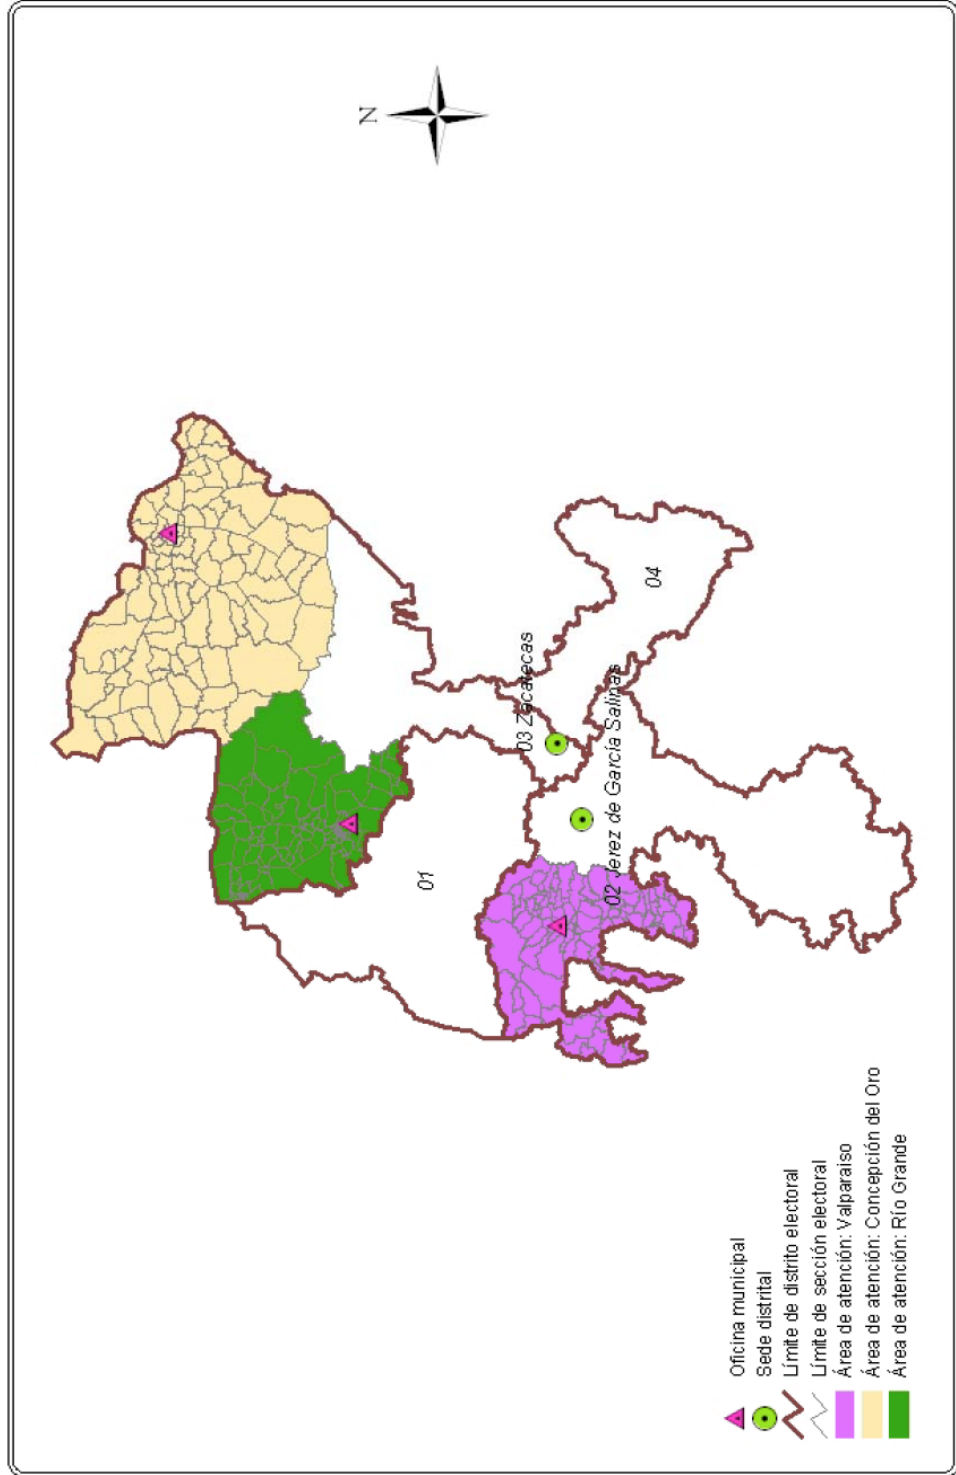 N
03 Zacatecas
04
02 Jerez de García Salinas
01
Oficina municipal
Sede distrital
Límite de distrito electoral
Límite de sección electoral
Área de atención: Valparaiso
Área de atención: Concepción del Oro
Área de atención: Río Grande